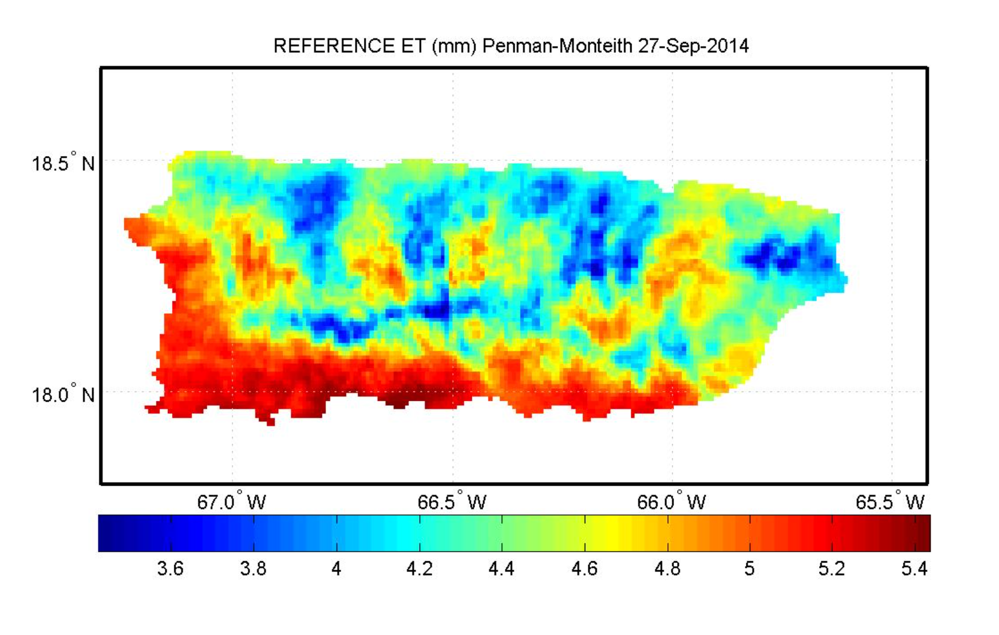 REFERENCE ET (mm) Penman-Monteith 27-Sep-2014
18.5° N
18.0° N
67.0° W 66.5° W 66.0° W 65.5° W
3.6 3.8 4 4.2 4.4 4.6 4.8 5 5.2 5.4